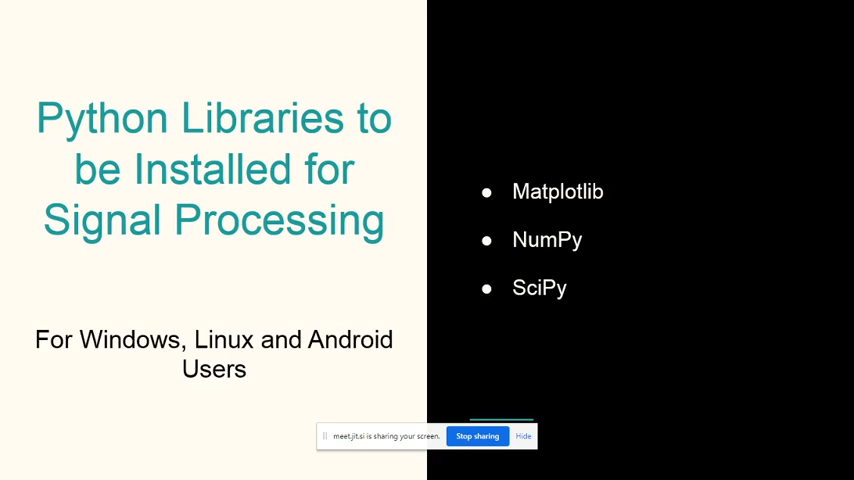 Python Libraries to
be Installed for
Signal Processing
For Windows, Linux and Android
Users
● Matplotlib
● NumPy
● SciPy
meet.jit.si is sharing your screen.
Stop sharing
Hide